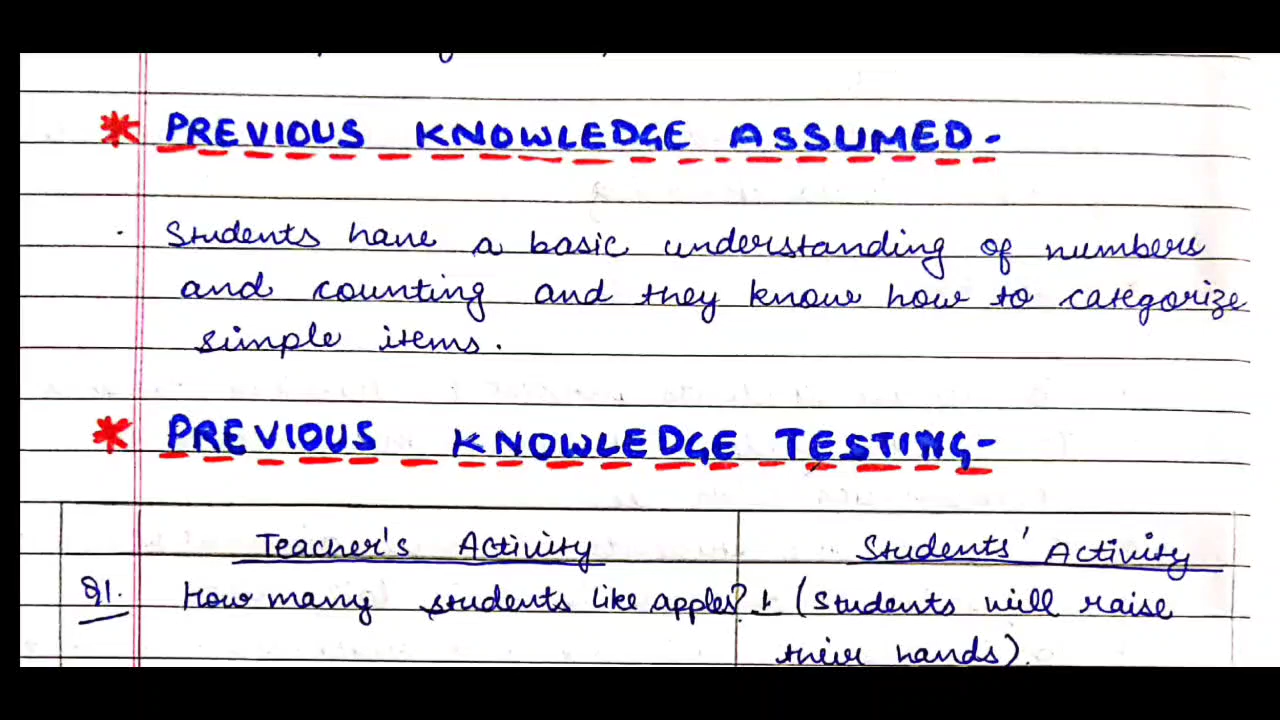 * PREVIOUS KNOWLEDGE ASSUMED-
Students have a basic understanding of numbers
and counting and they know how to categorize
simple items.
* PREVIOUS KNOWLEDGE TESTING-
Teacher's Activity Students' Activity
Q1. How many students like apples? (Students will raise
their hands).